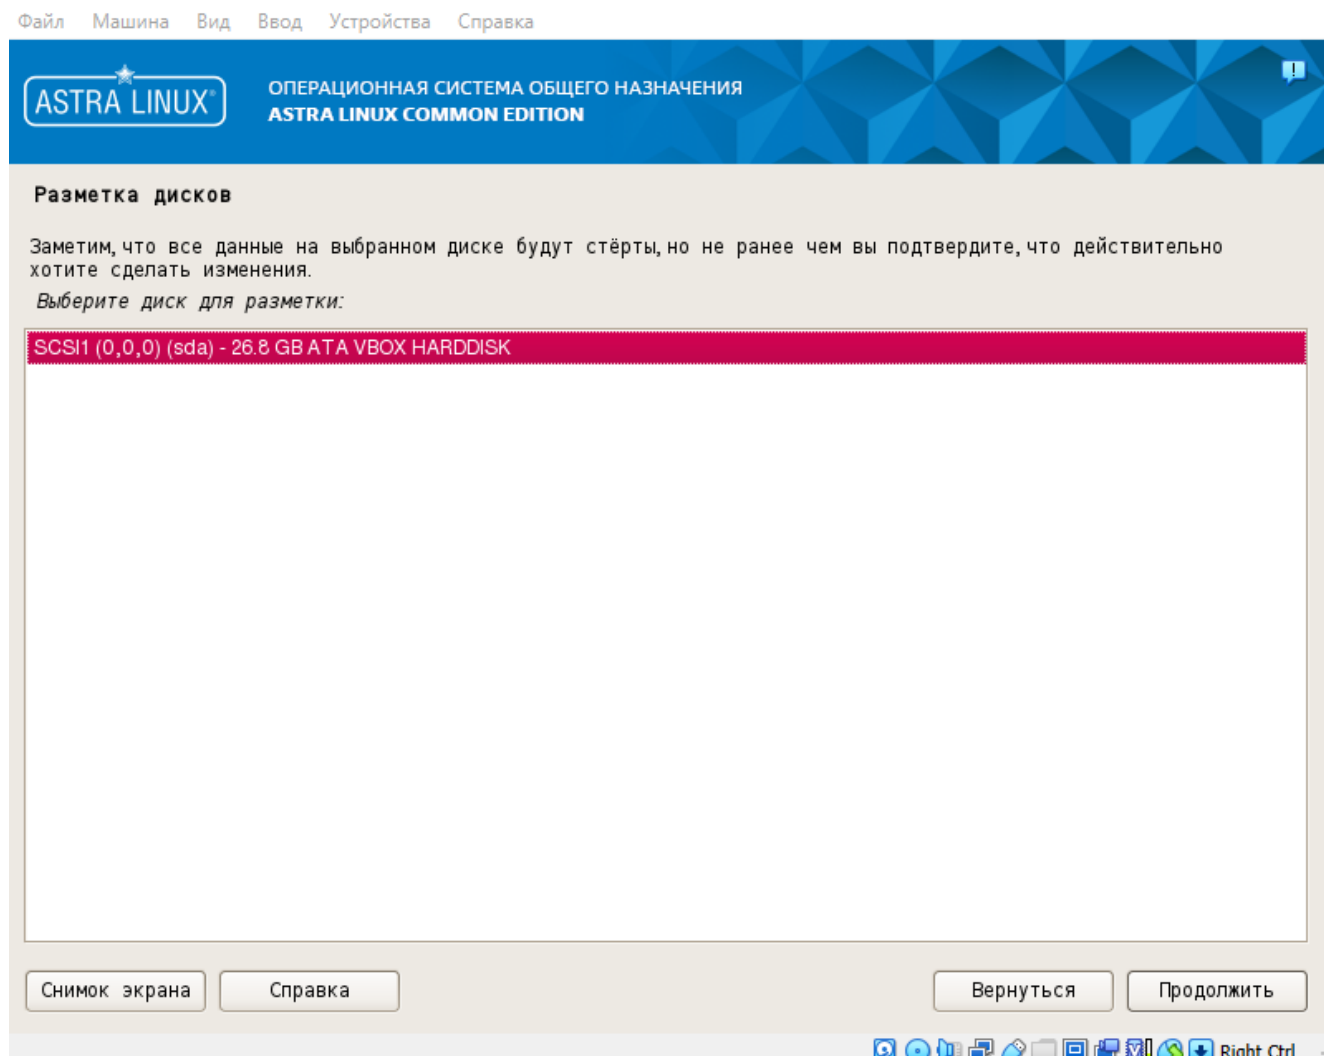 Файл Машина Вид Ввод Устройства Справка
ASTRA LINUX®
ОПЕРАЦИОННАЯ СИСТЕМА ОБЩЕГО НАЗНАЧЕНИЯ
ASTRA LINUX COMMON EDITION
Разметка дисков
Заметим, что все данные на выбранном диске будут стёрты, но не ранее чем вы подтвердите, что действительно
хотите сделать изменения.
Выберите диск для разметки:
SCSI1 (0,0,0) (sda) - 26.8 GB ATA VBOX HARDDISK
Снимок экрана Справка Вернуться Продолжить
Right Ctrl